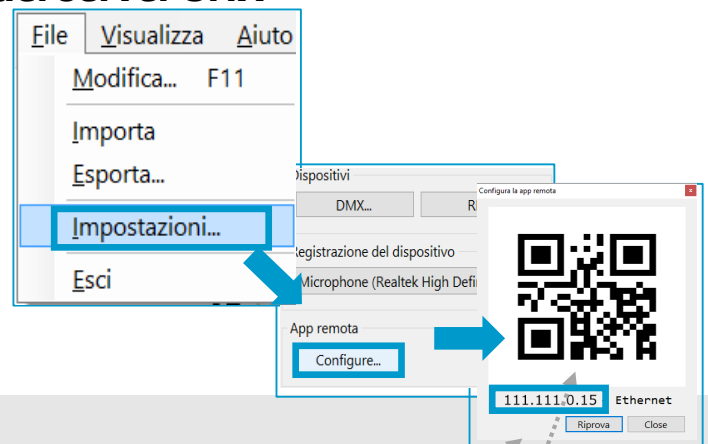 File Visualizza Aiuto
Modifica... F11
Importa
Esporta...
Impostazioni...
Esci
Dispositivi
DMX...
Registrazione del dispositivo
Microphone (Realtek High Defi
App remota
Configure...
Configura la app remota
x
111.111.0.15 Ethernet
Riprova Close